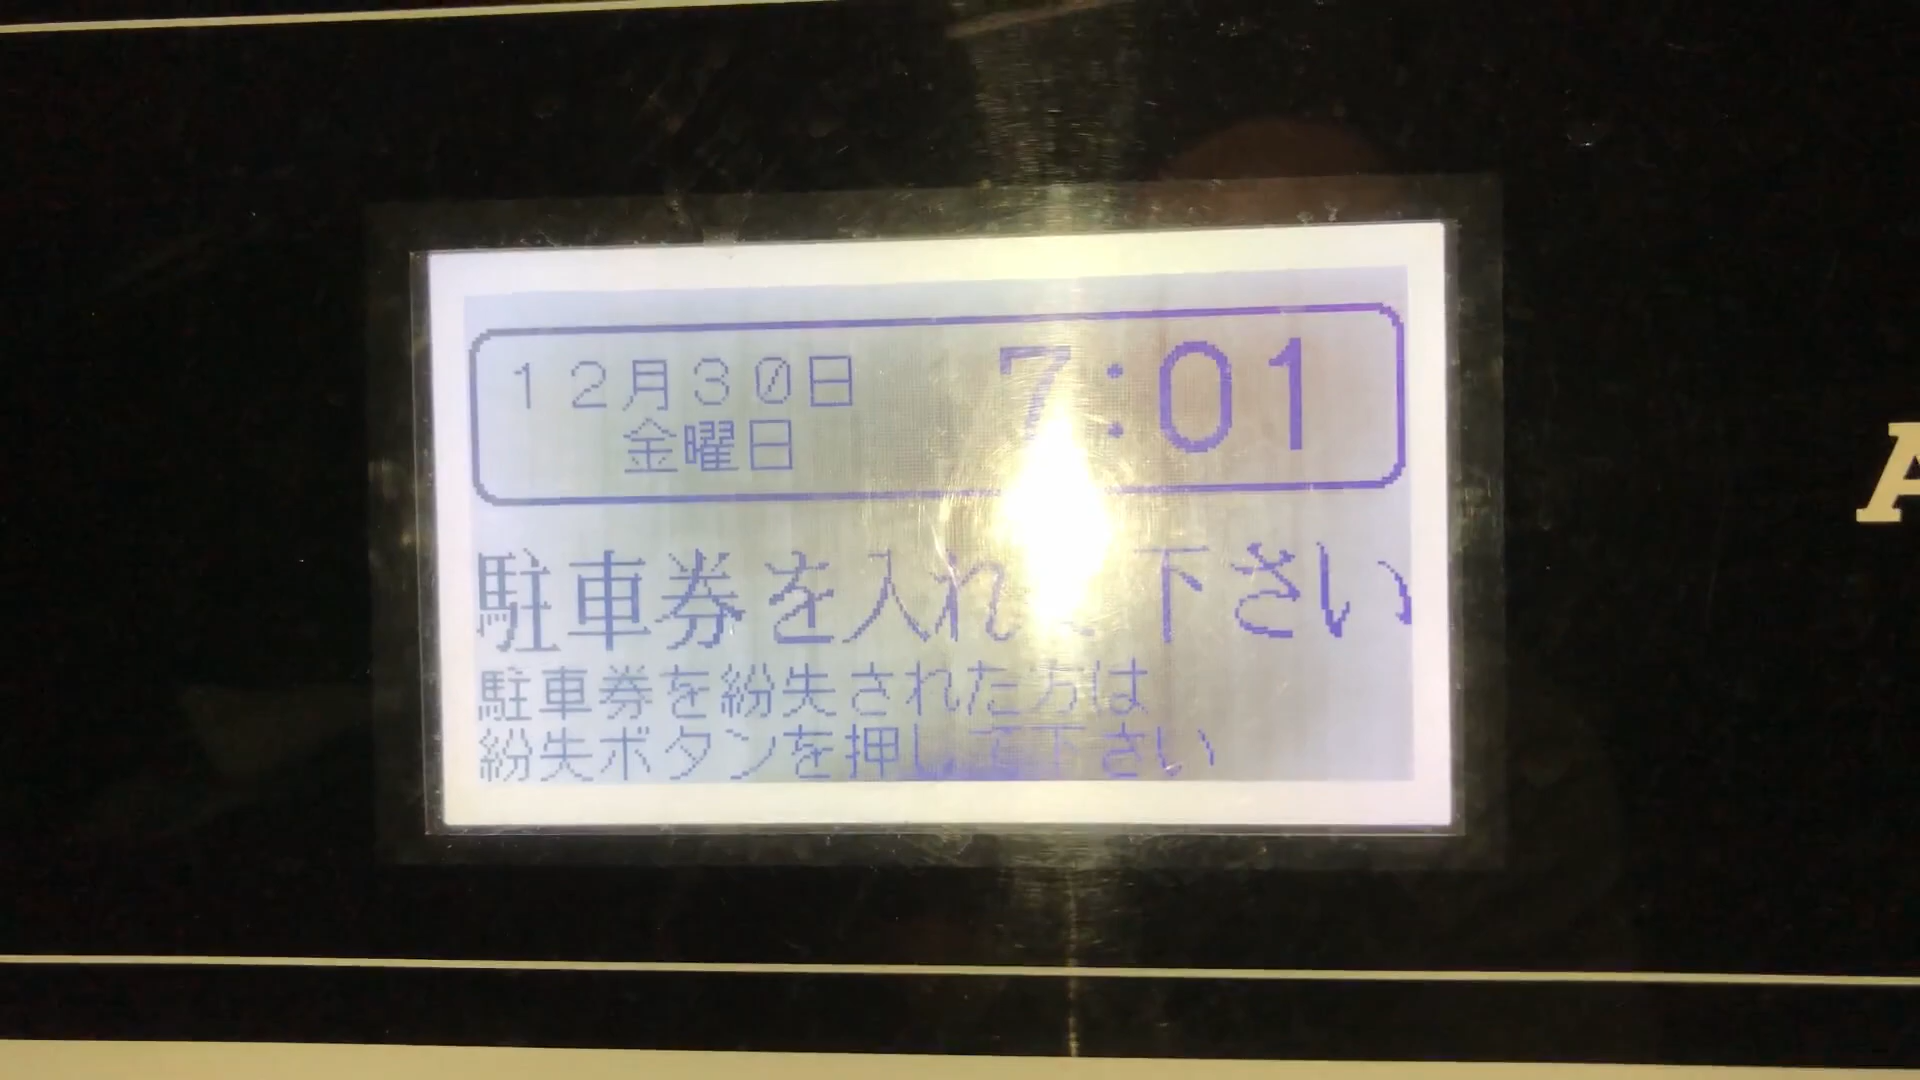 12月30日 7:01
金曜日
駐車券を入れて下さい
駐車券を紛失された方は
紛失ボタンを押して下さい
A